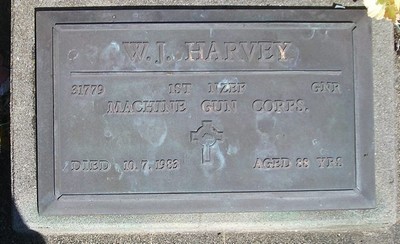 W. J. HARVEY
31779 1ST NZEF GNR
MACHINE GUN CORPS.
DIED 10.7.1983 AGED 88 YRS